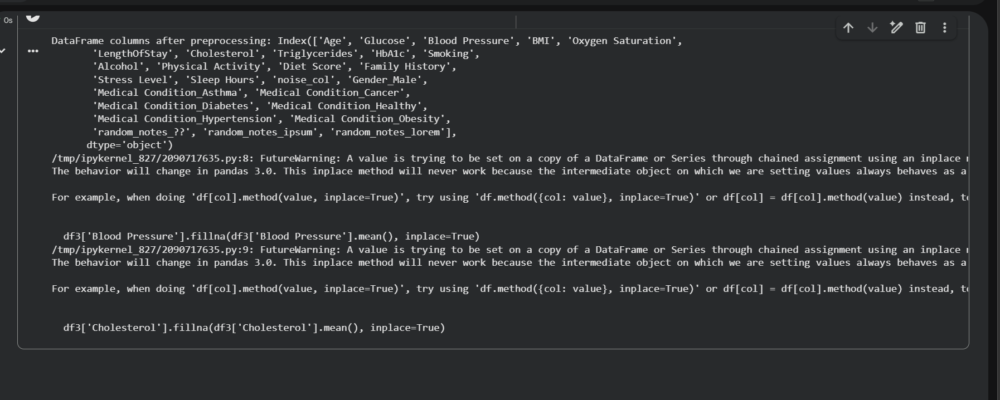 0s
DataFrame columns after preprocessing: Index(['Age', 'Glucose', 'Blood Pressure', 'BMI', 'Oxygen Saturation',
'LengthOfStay', 'Cholesterol', 'Triglycerides', 'HbA1c', 'Smoking',
'Alcohol', 'Physical Activity', 'Diet Score', 'Family History',
'Stress Level', 'Sleep Hours', 'noise_col', 'Gender_Male',
'Medical Condition_Asthma', 'Medical Condition_Cancer',
'Medical Condition_Diabetes', 'Medical Condition_Healthy',
'Medical Condition_Hypertension', 'Medical Condition_Obesity',
'random_notes_??', 'random_notes_ipsum', 'random_notes_lorem'],
dtype='object')
/tmp/ipykernel_827/2090717635.py:8: FutureWarning: A value is trying to be set on a copy of a DataFrame or Series through chained assignment using an inplace
The behavior will change in pandas 3.0. This inplace method will never work because the intermediate object on which we are setting values always behaves as a
For example, when doing 'df[col].method(value, inplace=True)', try using 'df.method({col: value}, inplace=True)' or df[col] = df[col].method(value) instead,
df3['Blood Pressure'].fillna(df3['Blood Pressure'].mean(), inplace=True)
/tmp/ipykernel_827/2090717635.py:9: FutureWarning: A value is trying to be set on a copy of a DataFrame or Series through chained assignment using an inplace
The behavior will change in pandas 3.0. This inplace method will never work because the intermediate object on which we are setting values always behaves as a
For example, when doing 'df[col].method(value, inplace=True)', try using 'df.method({col: value}, inplace=True)' or df[col] = df[col].method(value) instead,
df3['Cholesterol'].fillna(df3['Cholesterol'].mean(), inplace=True)